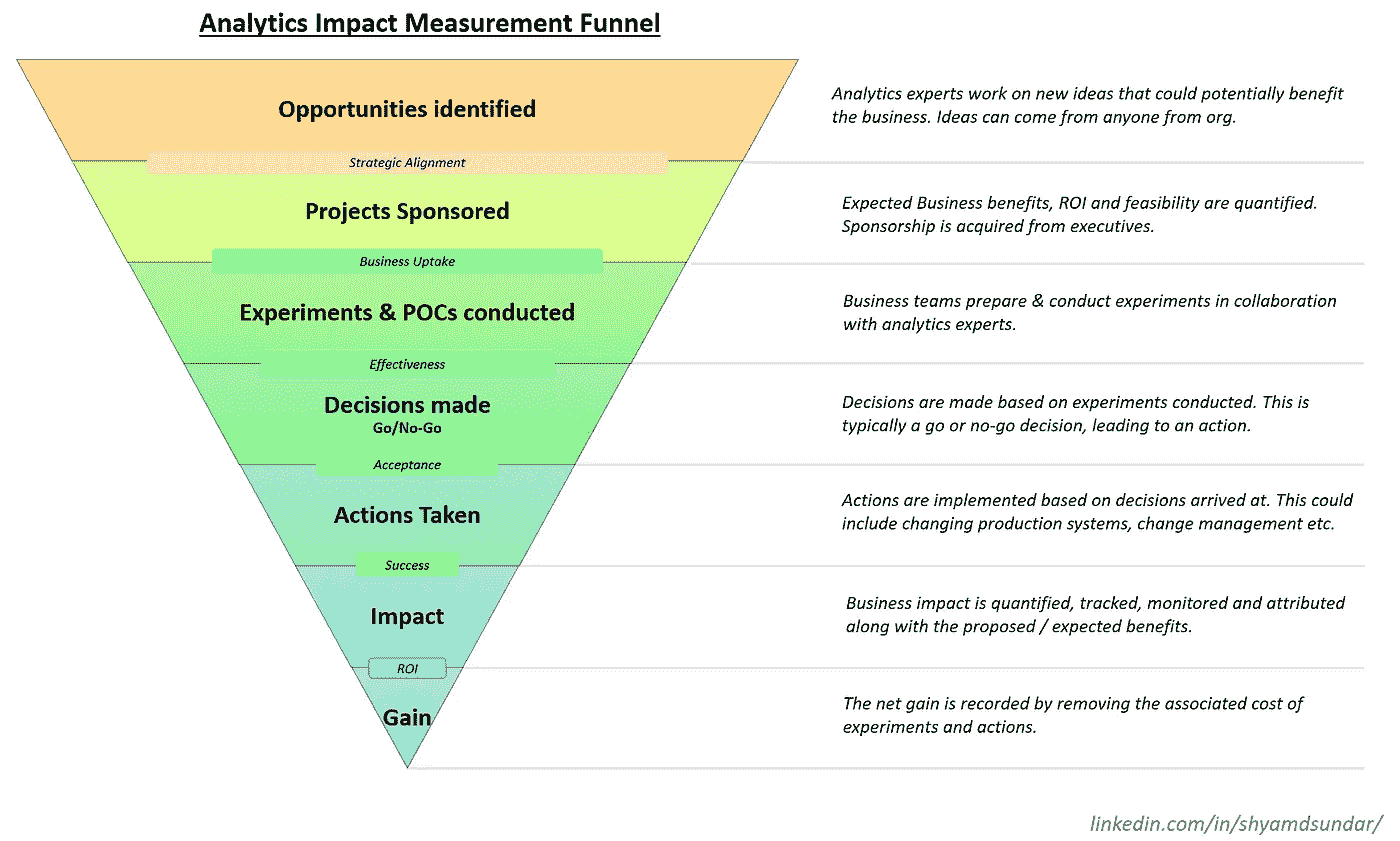 Analytics Impact Measurement Funnel
Opportunities identified
Analytics experts work on new ideas that could potentially benefit
the business. Ideas can come from anyone from org.
Strategic Alignment
Projects Sponsored
Expected Business benefits, ROI and feasibility are quantified.
Sponsorship is acquired from executives.
Business Uptake
Experiments & POCs conducted
Business teams prepare & conduct experiments in collaboration
with analytics experts.
Effectiveness
Decisions made
Go/No-Go
Decisions are made based on experiments conducted. This is
typically a go or no-go decision, leading to an action.
Acceptance
Actions Taken
Actions are implemented based on decisions arrived at. This could
include changing production systems, change management etc.
Success
Impact
Business impact is quantified, tracked, monitored and attributed
along with the proposed / expected benefits.
ROI
Gain
The net gain is recorded by removing the associated cost of
experiments and actions.
linkedin.com/in/shyamdsundar/